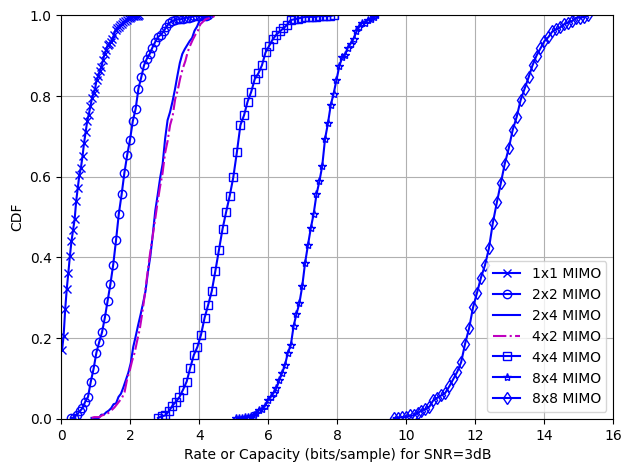 1.0
0.8
0.6
0.4
0.2
0.0
CDF
0 2 4 6 8 10 12 14 16
Rate or Capacity (bits/sample) for SNR=3dB
1x1 MIMO
2x2 MIMO
2x4 MIMO
4x2 MIMO
4x4 MIMO
8x4 MIMO
8x8 MIMO